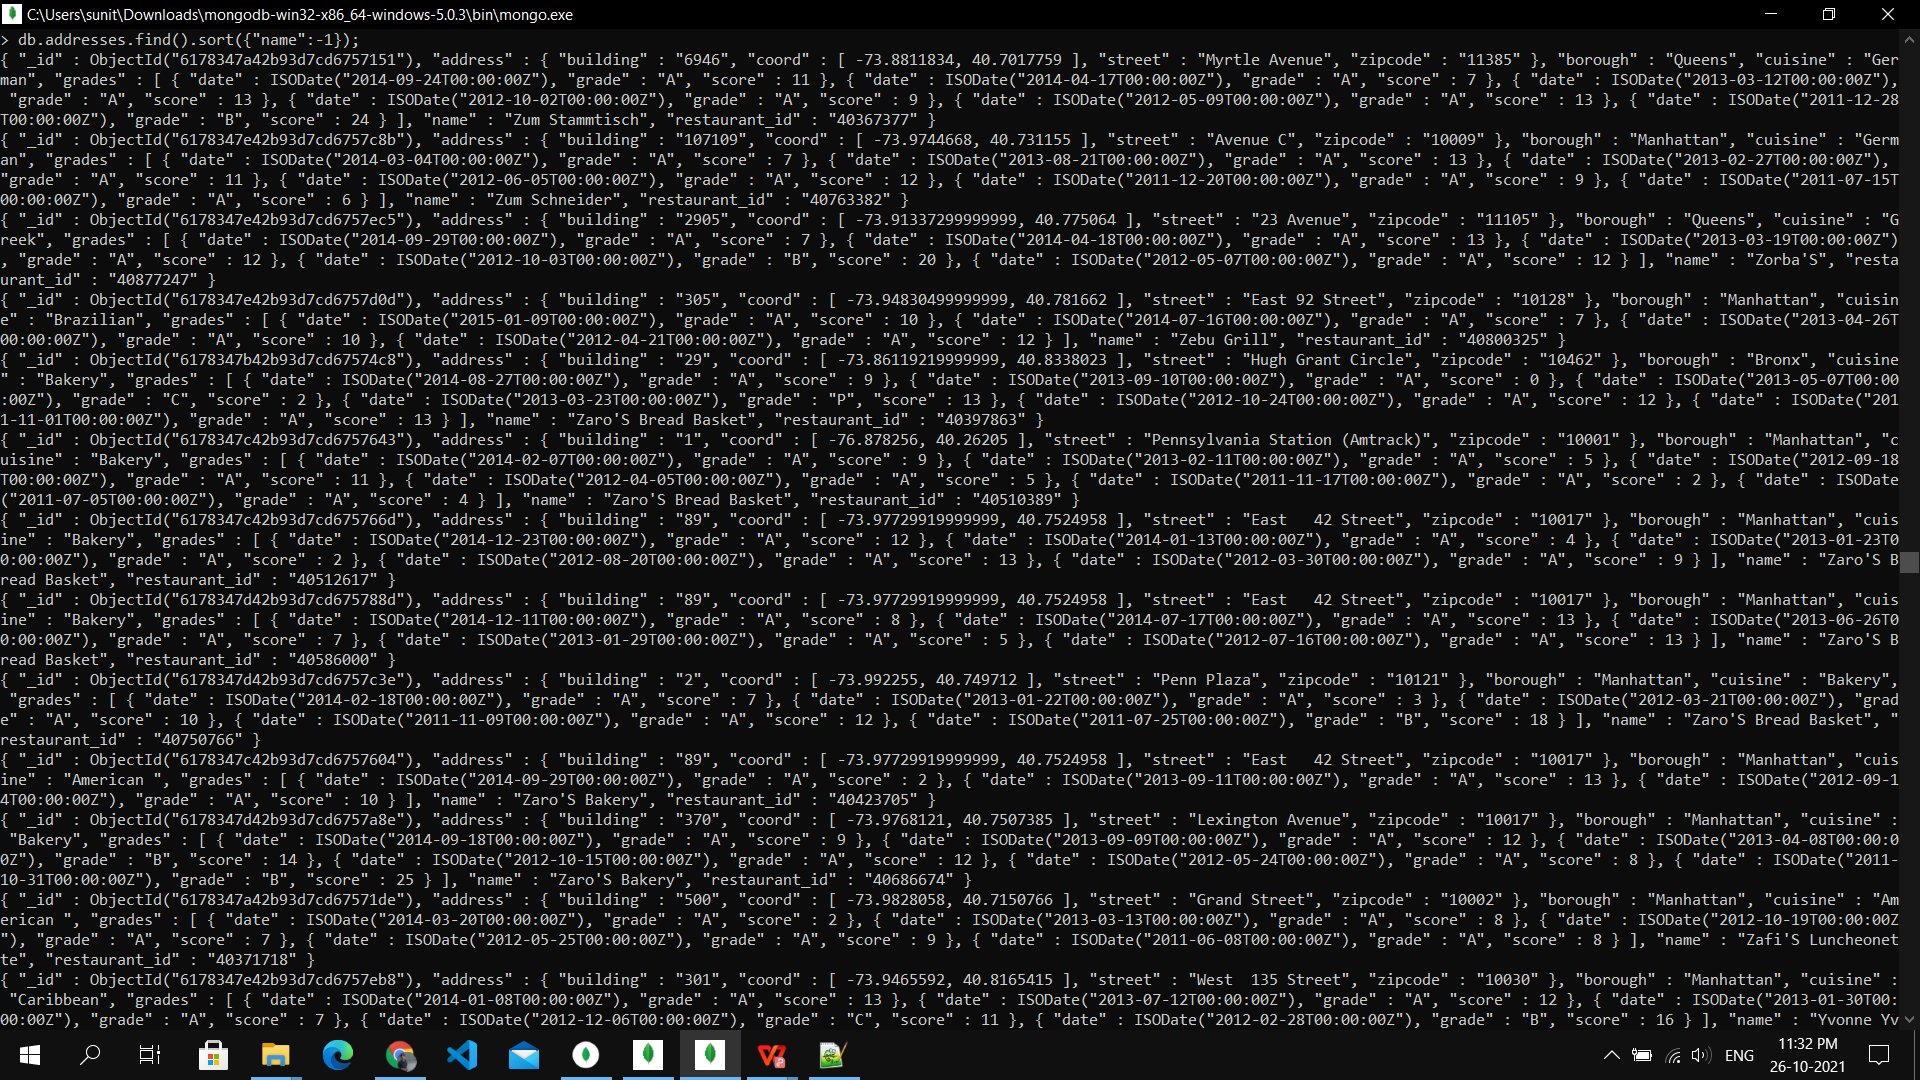 C:\Users\sunit\Downloads\mongodb-win32-x86_64-windows-5.0.3\bin\mongo.exe
> db.addresses.find().sort({"name":-1});
{ "_id" : ObjectId("6178347a42b93d7cd6757151"), "address" : { "building" : "6946", "coord" : [ -73.8811834, 40.7017759 ], "street" : "Myrtle Avenue", "zipcode" : "11385" }, "borough" : "Queens", "cuisine" : "Ger
man", "grades" : [ { "date" : ISODate("2014-09-24T00:00:00Z"), "grade" : "A", "score" : 11 }, { "date" : ISODate("2014-04-17T00:00:00Z"), "grade" : "A", "score" : 7 }, { "date" : ISODate("2013-03-12T00:00:00Z"),
 "grade" : "A", "score" : 13 }, { "date" : ISODate("2012-10-02T00:00:00Z"), "grade" : "A", "score" : 9 }, { "date" : ISODate("2012-05-09T00:00:00Z"), "grade" : "A", "score" : 13 }, { "date" : ISODate("2011-12-28
T00:00:00Z"), "grade" : "B", "score" : 24 } ], "name" : "Zum Stammtisch", "restaurant_id" : "40367377" }
{ "_id" : ObjectId("6178347e42b93d7cd6757c8b"), "address" : { "building" : "107109", "coord" : [ -73.9744668, 40.731155 ], "street" : "Avenue C", "zipcode" : "10009" }, "borough" : "Manhattan", "cuisine" : "Germ
an", "grades" : [ { "date" : ISODate("2014-03-04T00:00:00Z"), "grade" : "A", "score" : 7 }, { "date" : ISODate("2013-08-21T00:00:00Z"), "grade" : "A", "score" : 13 }, { "date" : ISODate("2013-02-27T00:00:00Z"),
"grade" : "A", "score" : 11 }, { "date" : ISODate("2012-06-05T00:00:00Z"), "grade" : "A", "score" : 12 }, { "date" : ISODate("2011-12-20T00:00:00Z"), "grade" : "A", "score" : 9 }, { "date" : ISODate("2011-07-15T
00:00:00Z"), "grade" : "A", "score" : 6 } ], "name" : "Zum Schneider", "restaurant_id" : "40763382" }
{ "_id" : ObjectId("6178347e42b93d7cd6757ec5"), "address" : { "building" : "2905", "coord" : [ -73.91337299999999, 40.775064 ], "street" : "23 Avenue", "zipcode" : "11105" }, "borough" : "Queens", "cuisine" : "G
reek", "grades" : [ { "date" : ISODate("2014-09-29T00:00:00Z"), "grade" : "A", "score" : 7 }, { "date" : ISODate("2014-04-18T00:00:00Z"), "grade" : "A", "score" : 13 }, { "date" : ISODate("2013-03-19T00:00:00Z")
, "grade" : "A", "score" : 12 }, { "date" : ISODate("2012-10-03T00:00:00Z"), "grade" : "B", "score" : 20 }, { "date" : ISODate("2012-05-07T00:00:00Z"), "grade" : "A", "score" : 12 } ], "name" : "Zorba'S", "resta
urant_id" : "40877247" }
{ "_id" : ObjectId("6178347e42b93d7cd6757d0d"), "address" : { "building" : "305", "coord" : [ -73.94830499999999, 40.781662 ], "street" : "East 92 Street", "zipcode" : "10128" }, "borough" : "Manhattan", "cuisin
e" : "Brazilian", "grades" : [ { "date" : ISODate("2015-01-09T00:00:00Z"), "grade" : "A", "score" : 10 }, { "date" : ISODate("2014-07-16T00:00:00Z"), "grade" : "A", "score" : 7 }, { "date" : ISODate("2013-04-26T
00:00:00Z"), "grade" : "A", "score" : 10 }, { "date" : ISODate("2012-04-21T00:00:00Z"), "grade" : "A", "score" : 12 } ], "name" : "Zebu Grill", "restaurant_id" : "40800325" }
{ "_id" : ObjectId("6178347b42b93d7cd67574c8"), "address" : { "building" : "29", "coord" : [ -73.86119219999999, 40.8338023 ], "street" : "Hugh Grant Circle", "zipcode" : "10462" }, "borough" : "Bronx", "cuisine
" : "Bakery", "grades" : [ { "date" : ISODate("2014-08-27T00:00:00Z"), "grade" : "A", "score" : 9 }, { "date" : ISODate("2013-09-10T00:00:00Z"), "grade" : "A", "score" : 0 }, { "date" : ISODate("2013-05-07T00:00
:00Z"), "grade" : "C", "score" : 2 }, { "date" : ISODate("2013-03-23T00:00:00Z"), "grade" : "P", "score" : 13 }, { "date" : ISODate("2012-10-24T00:00:00Z"), "grade" : "A", "score" : 12 }, { "date" : ISODate("201
1-11-01T00:00:00Z"), "grade" : "A", "score" : 13 } ], "name" : "Zaro'S Bread Basket", "restaurant_id" : "40397863" }
{ "_id" : ObjectId("6178347c42b93d7cd6757643"), "address" : { "building" : "1", "coord" : [ -76.878256, 40.26205 ], "street" : "Pennsylvania Station (Amtrack)", "zipcode" : "10001" }, "borough" : "Manhattan", "c
uisine" : "Bakery", "grades" : [ { "date" : ISODate("2014-02-07T00:00:00Z"), "grade" : "A", "score" : 9 }, { "date" : ISODate("2013-02-11T00:00:00Z"), "grade" : "A", "score" : 5 }, { "date" : ISODate("2012-09-18
T00:00:00Z"), "grade" : "A", "score" : 11 }, { "date" : ISODate("2012-04-05T00:00:00Z"), "grade" : "A", "score" : 5 }, { "date" : ISODate("2011-11-17T00:00:00Z"), "grade" : "A", "score" : 2 }, { "date" : ISODate
("2011-07-05T00:00:00Z"), "grade" : "A", "score" : 4 } ], "name" : "Zaro'S Bread Basket", "restaurant_id" : "40510389" }
{ "_id" : ObjectId("6178347c42b93d7cd675766d"), "address" : { "building" : "89", "coord" : [ -73.97729919999999, 40.7524958 ], "street" : "East   42 Street", "zipcode" : "10017" }, "borough" : "Manhattan", "cuis
ine" : "Bakery", "grades" : [ { "date" : ISODate("2014-12-23T00:00:00Z"), "grade" : "A", "score" : 12 }, { "date" : ISODate("2014-01-13T00:00:00Z"), "grade" : "A", "score" : 4 }, { "date" : ISODate("2013-01-23T0
0:00:00Z"), "grade" : "A", "score" : 2 }, { "date" : ISODate("2012-08-20T00:00:00Z"), "grade" : "A", "score" : 13 }, { "date" : ISODate("2012-03-30T00:00:00Z"), "grade" : "A", "score" : 9 } ], "name" : "Zaro'S B
read Basket", "restaurant_id" : "40512617" }
{ "_id" : ObjectId("6178347d42b93d7cd675788d"), "address" : { "building" : "89", "coord" : [ -73.97729919999999, 40.7524958 ], "street" : "East   42 Street", "zipcode" : "10017" }, "borough" : "Manhattan", "cuis
ine" : "Bakery", "grades" : [ { "date" : ISODate("2014-12-11T00:00:00Z"), "grade" : "A", "score" : 8 }, { "date" : ISODate("2014-07-17T00:00:00Z"), "grade" : "A", "score" : 13 }, { "date" : ISODate("2013-06-26T0
0:00:00Z"), "grade" : "A", "score" : 7 }, { "date" : ISODate("2013-01-29T00:00:00Z"), "grade" : "A", "score" : 5 }, { "date" : ISODate("2012-07-16T00:00:00Z"), "grade" : "A", "score" : 13 } ], "name" : "Zaro'S B
read Basket", "restaurant_id" : "40586000" }
{ "_id" : ObjectId("6178347d42b93d7cd6757c3e"), "address" : { "building" : "2", "coord" : [ -73.992255, 40.749712 ], "street" : "Penn Plaza", "zipcode" : "10121" }, "borough" : "Manhattan", "cuisine" : "Bakery",
 "grades" : [ { "date" : ISODate("2014-02-18T00:00:00Z"), "grade" : "A", "score" : 7 }, { "date" : ISODate("2013-01-22T00:00:00Z"), "grade" : "A", "score" : 3 }, { "date" : ISODate("2012-03-21T00:00:00Z"), "grad
e" : "A", "score" : 10 }, { "date" : ISODate("2011-11-09T00:00:00Z"), "grade" : "A", "score" : 12 }, { "date" : ISODate("2011-07-25T00:00:00Z"), "grade" : "B", "score" : 18 } ], "name" : "Zaro'S Bread Basket", "
restaurant_id" : "40750766" }
{ "_id" : ObjectId("6178347c42b93d7cd6757604"), "address" : { "building" : "89", "coord" : [ -73.97729919999999, 40.7524958 ], "street" : "East   42 Street", "zipcode" : "10017" }, "borough" : "Manhattan", "cuis
ine" : "American ", "grades" : [ { "date" : ISODate("2014-09-29T00:00:00Z"), "grade" : "A", "score" : 2 }, { "date" : ISODate("2013-09-11T00:00:00Z"), "grade" : "A", "score" : 13 }, { "date" : ISODate("2012-09-1
4T00:00:00Z"), "grade" : "A", "score" : 10 } ], "name" : "Zaro'S Bakery", "restaurant_id" : "40423705" }
{ "_id" : ObjectId("6178347d42b93d7cd6757a8e"), "address" : { "building" : "370", "coord" : [ -73.9768121, 40.7507385 ], "street" : "Lexington Avenue", "zipcode" : "10017" }, "borough" : "Manhattan", "cuisine" :
 "Bakery", "grades" : [ { "date" : ISODate("2014-09-18T00:00:00Z"), "grade" : "A", "score" : 9 }, { "date" : ISODate("2013-09-09T00:00:00Z"), "grade" : "A", "score" : 12 }, { "date" : ISODate("2013-04-08T00:00:0
0Z"), "grade" : "B", "score" : 14 }, { "date" : ISODate("2012-10-15T00:00:00Z"), "grade" : "A", "score" : 12 }, { "date" : ISODate("2012-05-24T00:00:00Z"), "grade" : "A", "score" : 8 }, { "date" : ISODate("2011-
10-31T00:00:00Z"), "grade" : "B", "score" : 25 } ], "name" : "Zaro'S Bakery", "restaurant_id" : "40686674" }
{ "_id" : ObjectId("6178347a42b93d7cd67571de"), "address" : { "building" : "500", "coord" : [ -73.9828058, 40.7150766 ], "street" : "Grand Street", "zipcode" : "10002" }, "borough" : "Manhattan", "cuisine" : "Am
erican ", "grades" : [ { "date" : ISODate("2014-03-20T00:00:00Z"), "grade" : "A", "score" : 2 }, { "date" : ISODate("2013-03-13T00:00:00Z"), "grade" : "A", "score" : 8 }, { "date" : ISODate("2012-10-19T00:00:00Z
"), "grade" : "A", "score" : 7 }, { "date" : ISODate("2012-05-25T00:00:00Z"), "grade" : "A", "score" : 9 }, { "date" : ISODate("2011-06-08T00:00:00Z"), "grade" : "A", "score" : 8 } ], "name" : "Zafi'S Luncheonet
te", "restaurant_id" : "40371718" }
{ "_id" : ObjectId("6178347e42b93d7cd6757eb8"), "address" : { "building" : "301", "coord" : [ -73.9465592, 40.8165415 ], "street" : "West  135 Street", "zipcode" : "10030" }, "borough" : "Manhattan", "cuisine" :
 "Caribbean", "grades" : [ { "date" : ISODate("2014-01-08T00:00:00Z"), "grade" : "A", "score" : 13 }, { "date" : ISODate("2013-07-12T00:00:00Z"), "grade" : "A", "score" : 12 }, { "date" : ISODate("2013-01-30T00:
00:00Z"), "grade" : "A", "score" : 7 }, { "date" : ISODate("2012-12-06T00:00:00Z"), "grade" : "C", "score" : 11 }, { "date" : ISODate("2012-02-28T00:00:00Z"), "grade" : "B", "score" : 16 } ], "name" : "Yvonne Yv
ENG
11:32 PM
26-10-2021